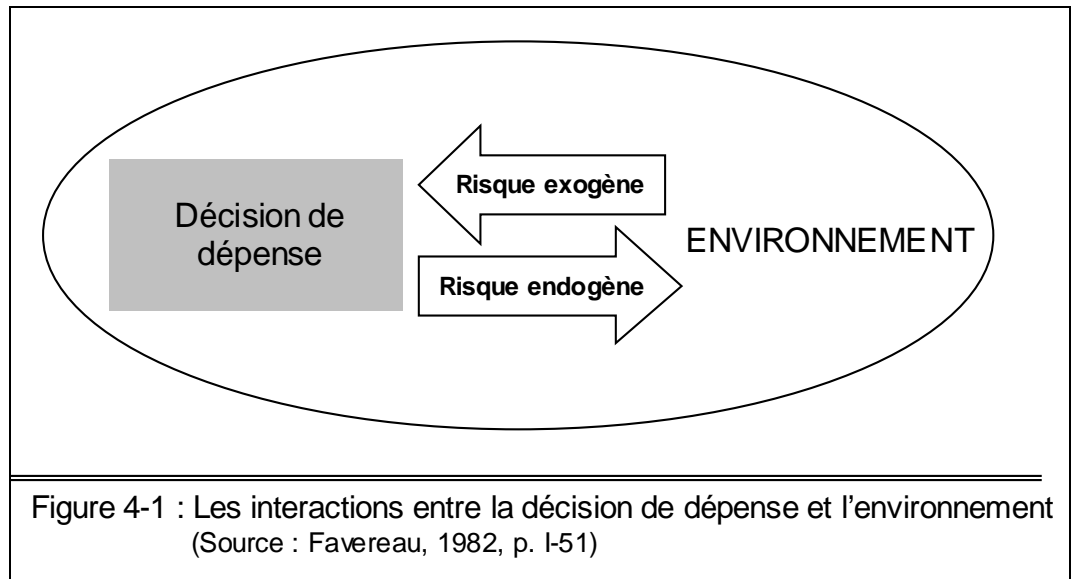 Risque exogène
Décision de
dépense
ENVIRONNEMENT
Risque endogène
Figure 4-1 : Les interactions entre la décision de dépense et l'environnement
(Source : Favereau, 1982, p. I-51)